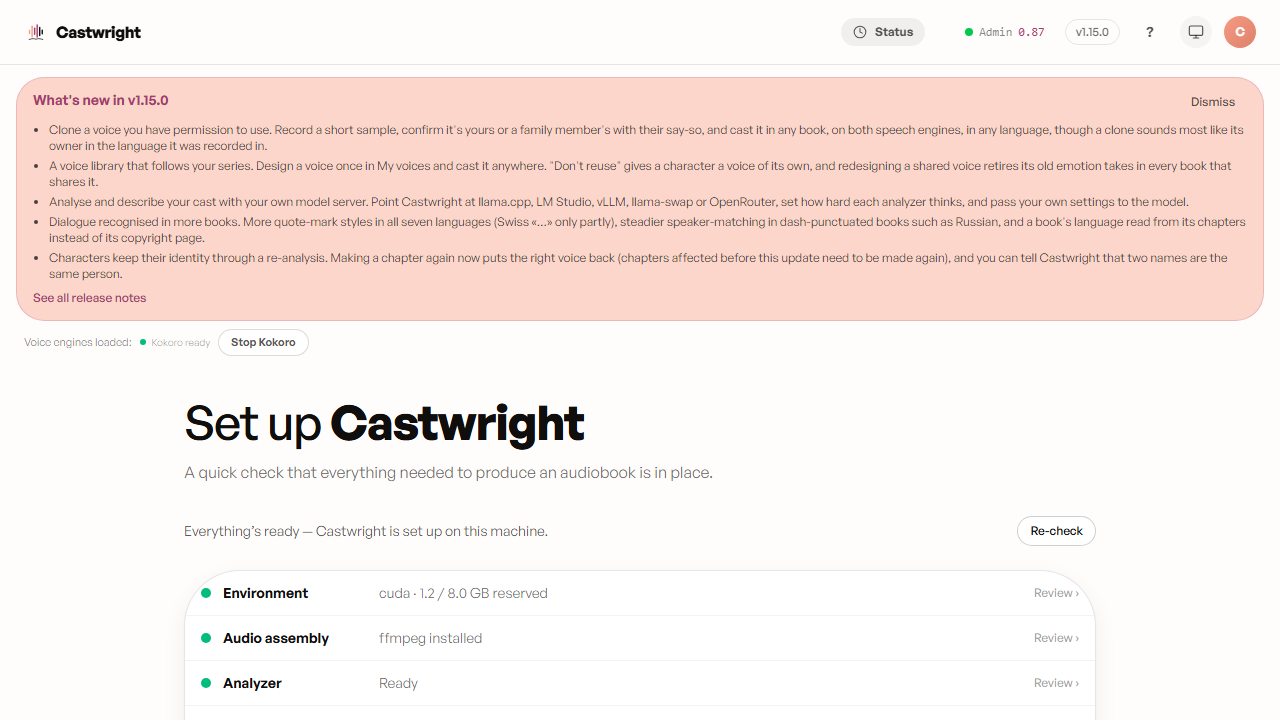 Castwright
Status
Admin 0.87
v1.15.0
?
C
What's new in v1.15.0
Dismiss
• Clone a voice you have permission to use. Record a short sample, confirm it's yours or a family member's with their say-so, and cast it in any book, on both speech engines, in any language, though a clone sounds most like its
owner in the language it was recorded in.
• A voice library that follows your series. Design a voice once in My voices and cast it anywhere. "Don't reuse" gives a character a voice of its own, and redesigning a shared voice retires its old emotion takes in every book that
shares it.
• Analyse and describe your cast with your own model server. Point Castwright at llama.cpp, LM Studio, vLLM, llama-swap or OpenRouter, set how hard each analyzer thinks, and pass your own settings to the model.
• Dialogue recognised in more books. More quote-mark styles in all seven languages (Swiss «…» only partly), steadier speaker-matching in dash-punctuated books such as Russian, and a book's language read from its chapters
instead of its copyright page.
• Characters keep their identity through a re-analysis. Making a chapter again now puts the right voice back (chapters affected before this update need to be made again), and you can tell Castwright that two names are the
same person.
See all release notes
Voice engines loaded:
Kokoro ready
Stop Kokoro
Set up Castwright
A quick check that everything needed to produce an audiobook is in place.
Everything's ready — Castwright is set up on this machine.
Re-check
Environment
cuda · 1.2 / 8.0 GB reserved
Review ›
Audio assembly
ffmpeg installed
Review ›
Analyzer
Ready
Review ›